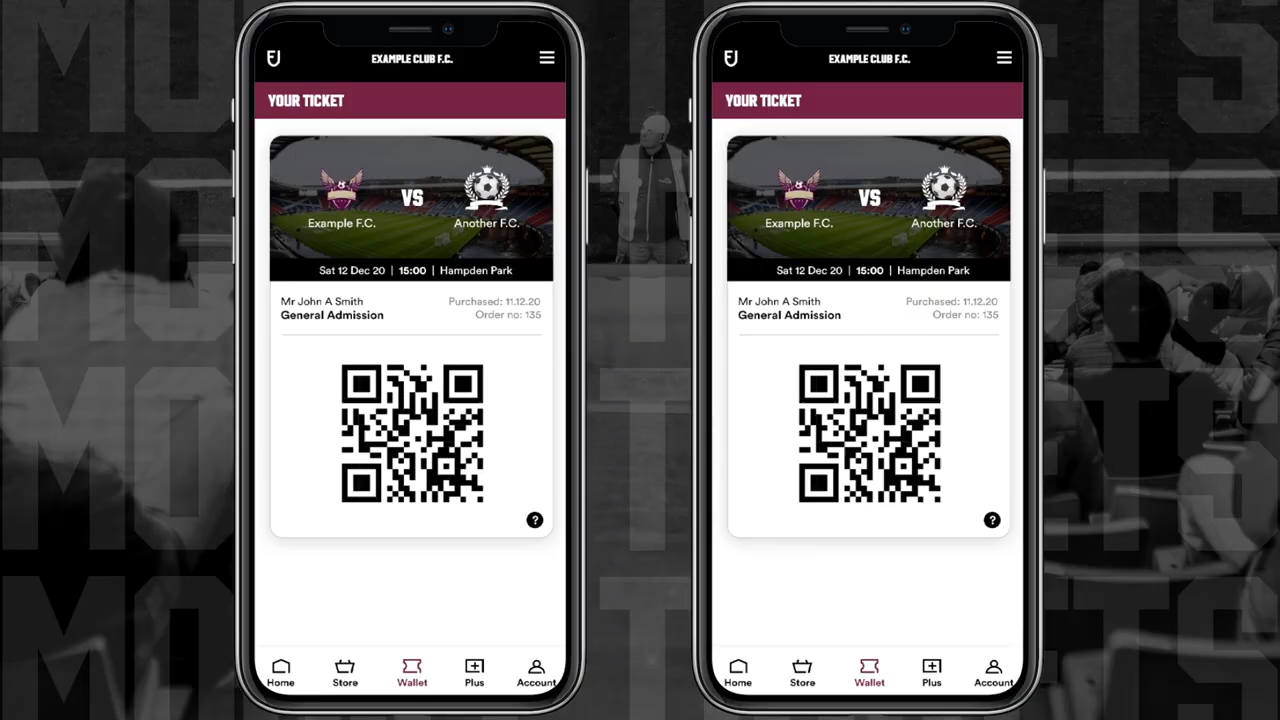 EXAMPLE CLUB F.C.
YOUR TICKET
VS
Example F.C.
Another F.C.
Sat 12 Dec 20 | 15:00 | Hampden Park
Mr John A Smith
Purchased: 11.12.20
General Admission
Order no: 135
?
Home
Store
Wallet
Plus
Account
EXAMPLE CLUB F.C.
YOUR TICKET
VS
Example F.C.
Another F.C.
Sat 12 Dec 20 | 15:00 | Hampden Park
Mr John A Smith
Purchased: 11.12.20
General Admission
Order no: 135
?
Home
Store
Wallet
Plus
Account